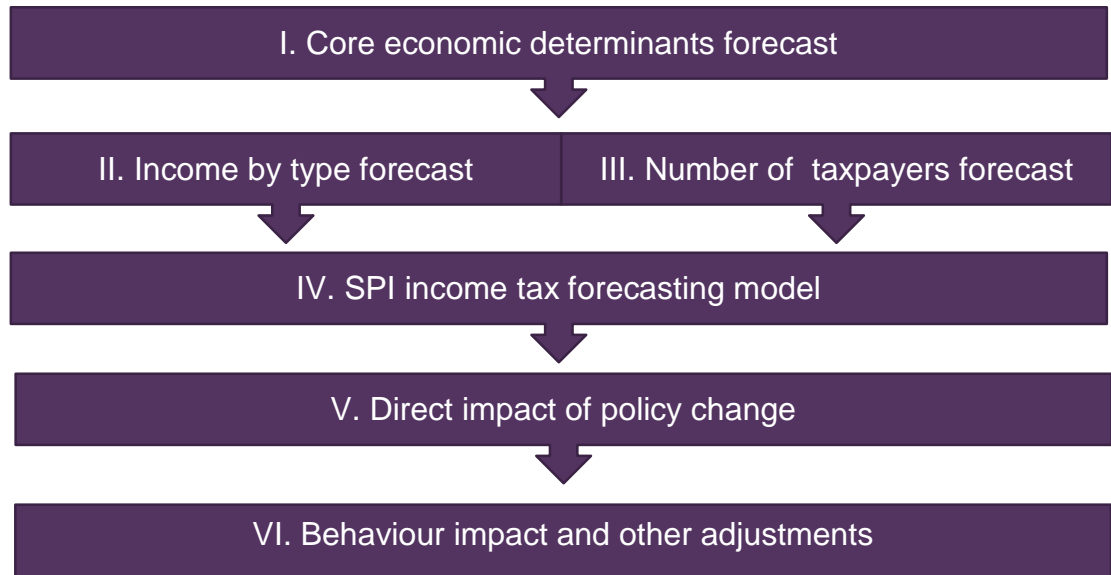 I. Core economic determinants forecast
II. Income by type forecast
III. Number of taxpayers forecast
IV. SPI income tax forecasting model
V. Direct impact of policy change
VI. Behaviour impact and other adjustments